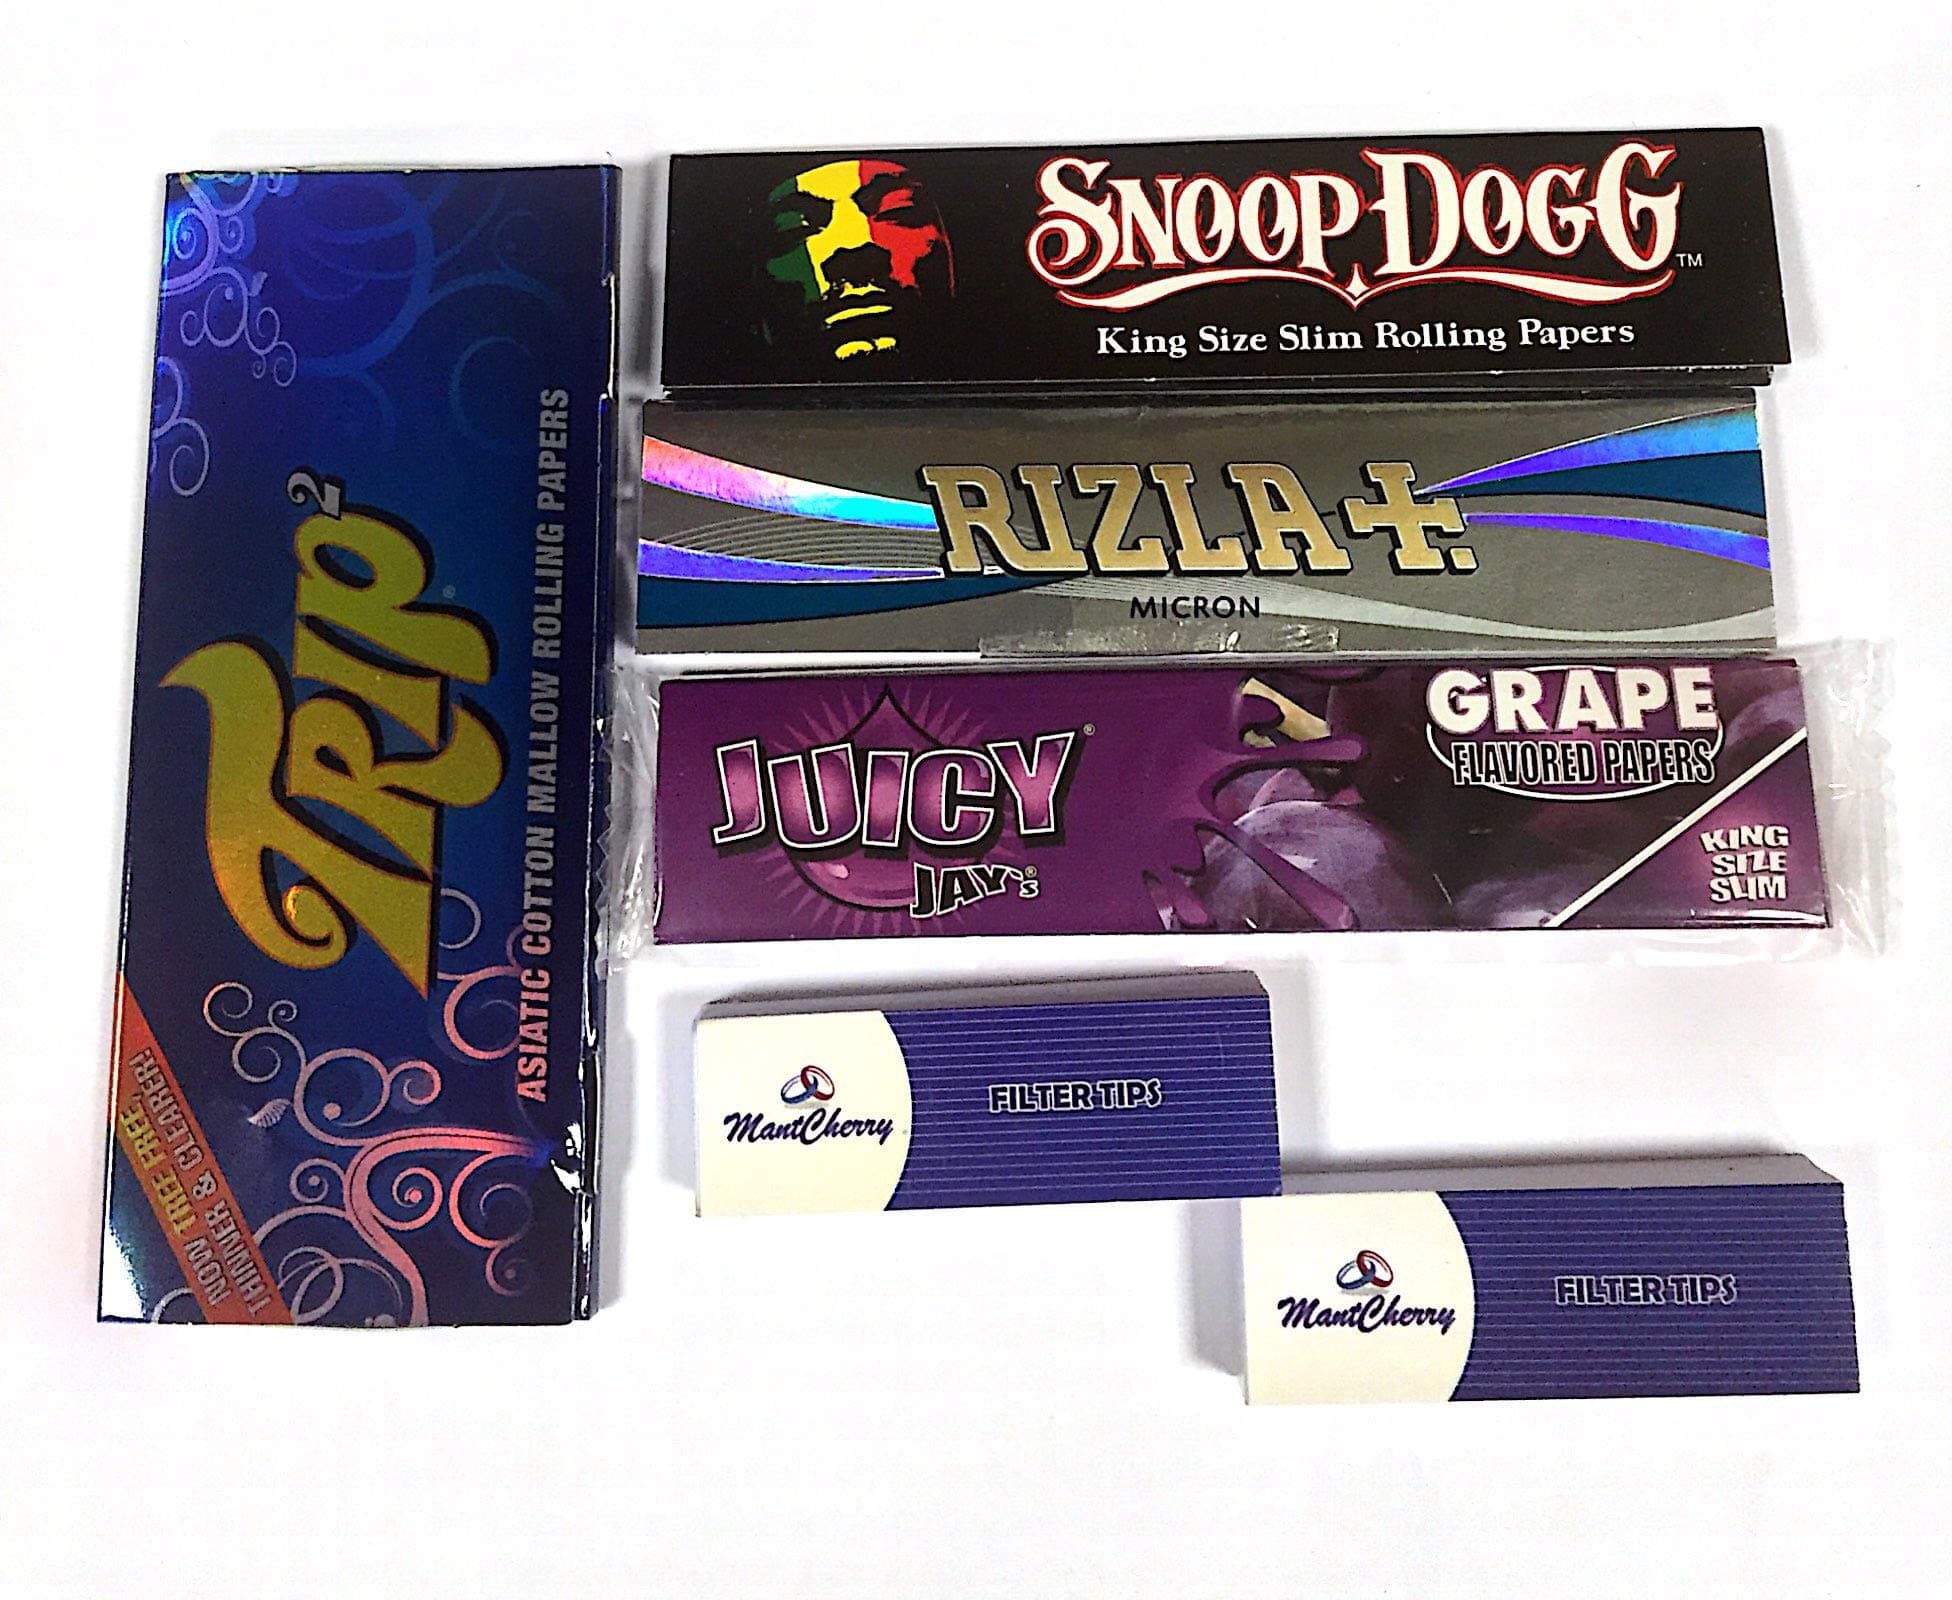 TRIP2®
ASIATIC COTTON MALLOW ROLLING PAPERS
NOW TREE FREE,
THINNER & CLEARER!
SNOOP DOGG™
King Size Slim Rolling Papers
RIZLA+.
MICRON
JUICY®
JAY's®
GRAPE
FLAVORED PAPERS
KING
SIZE
SLIM
MantCherry
FILTER TIPS
MantCherry
FILTER TIPS